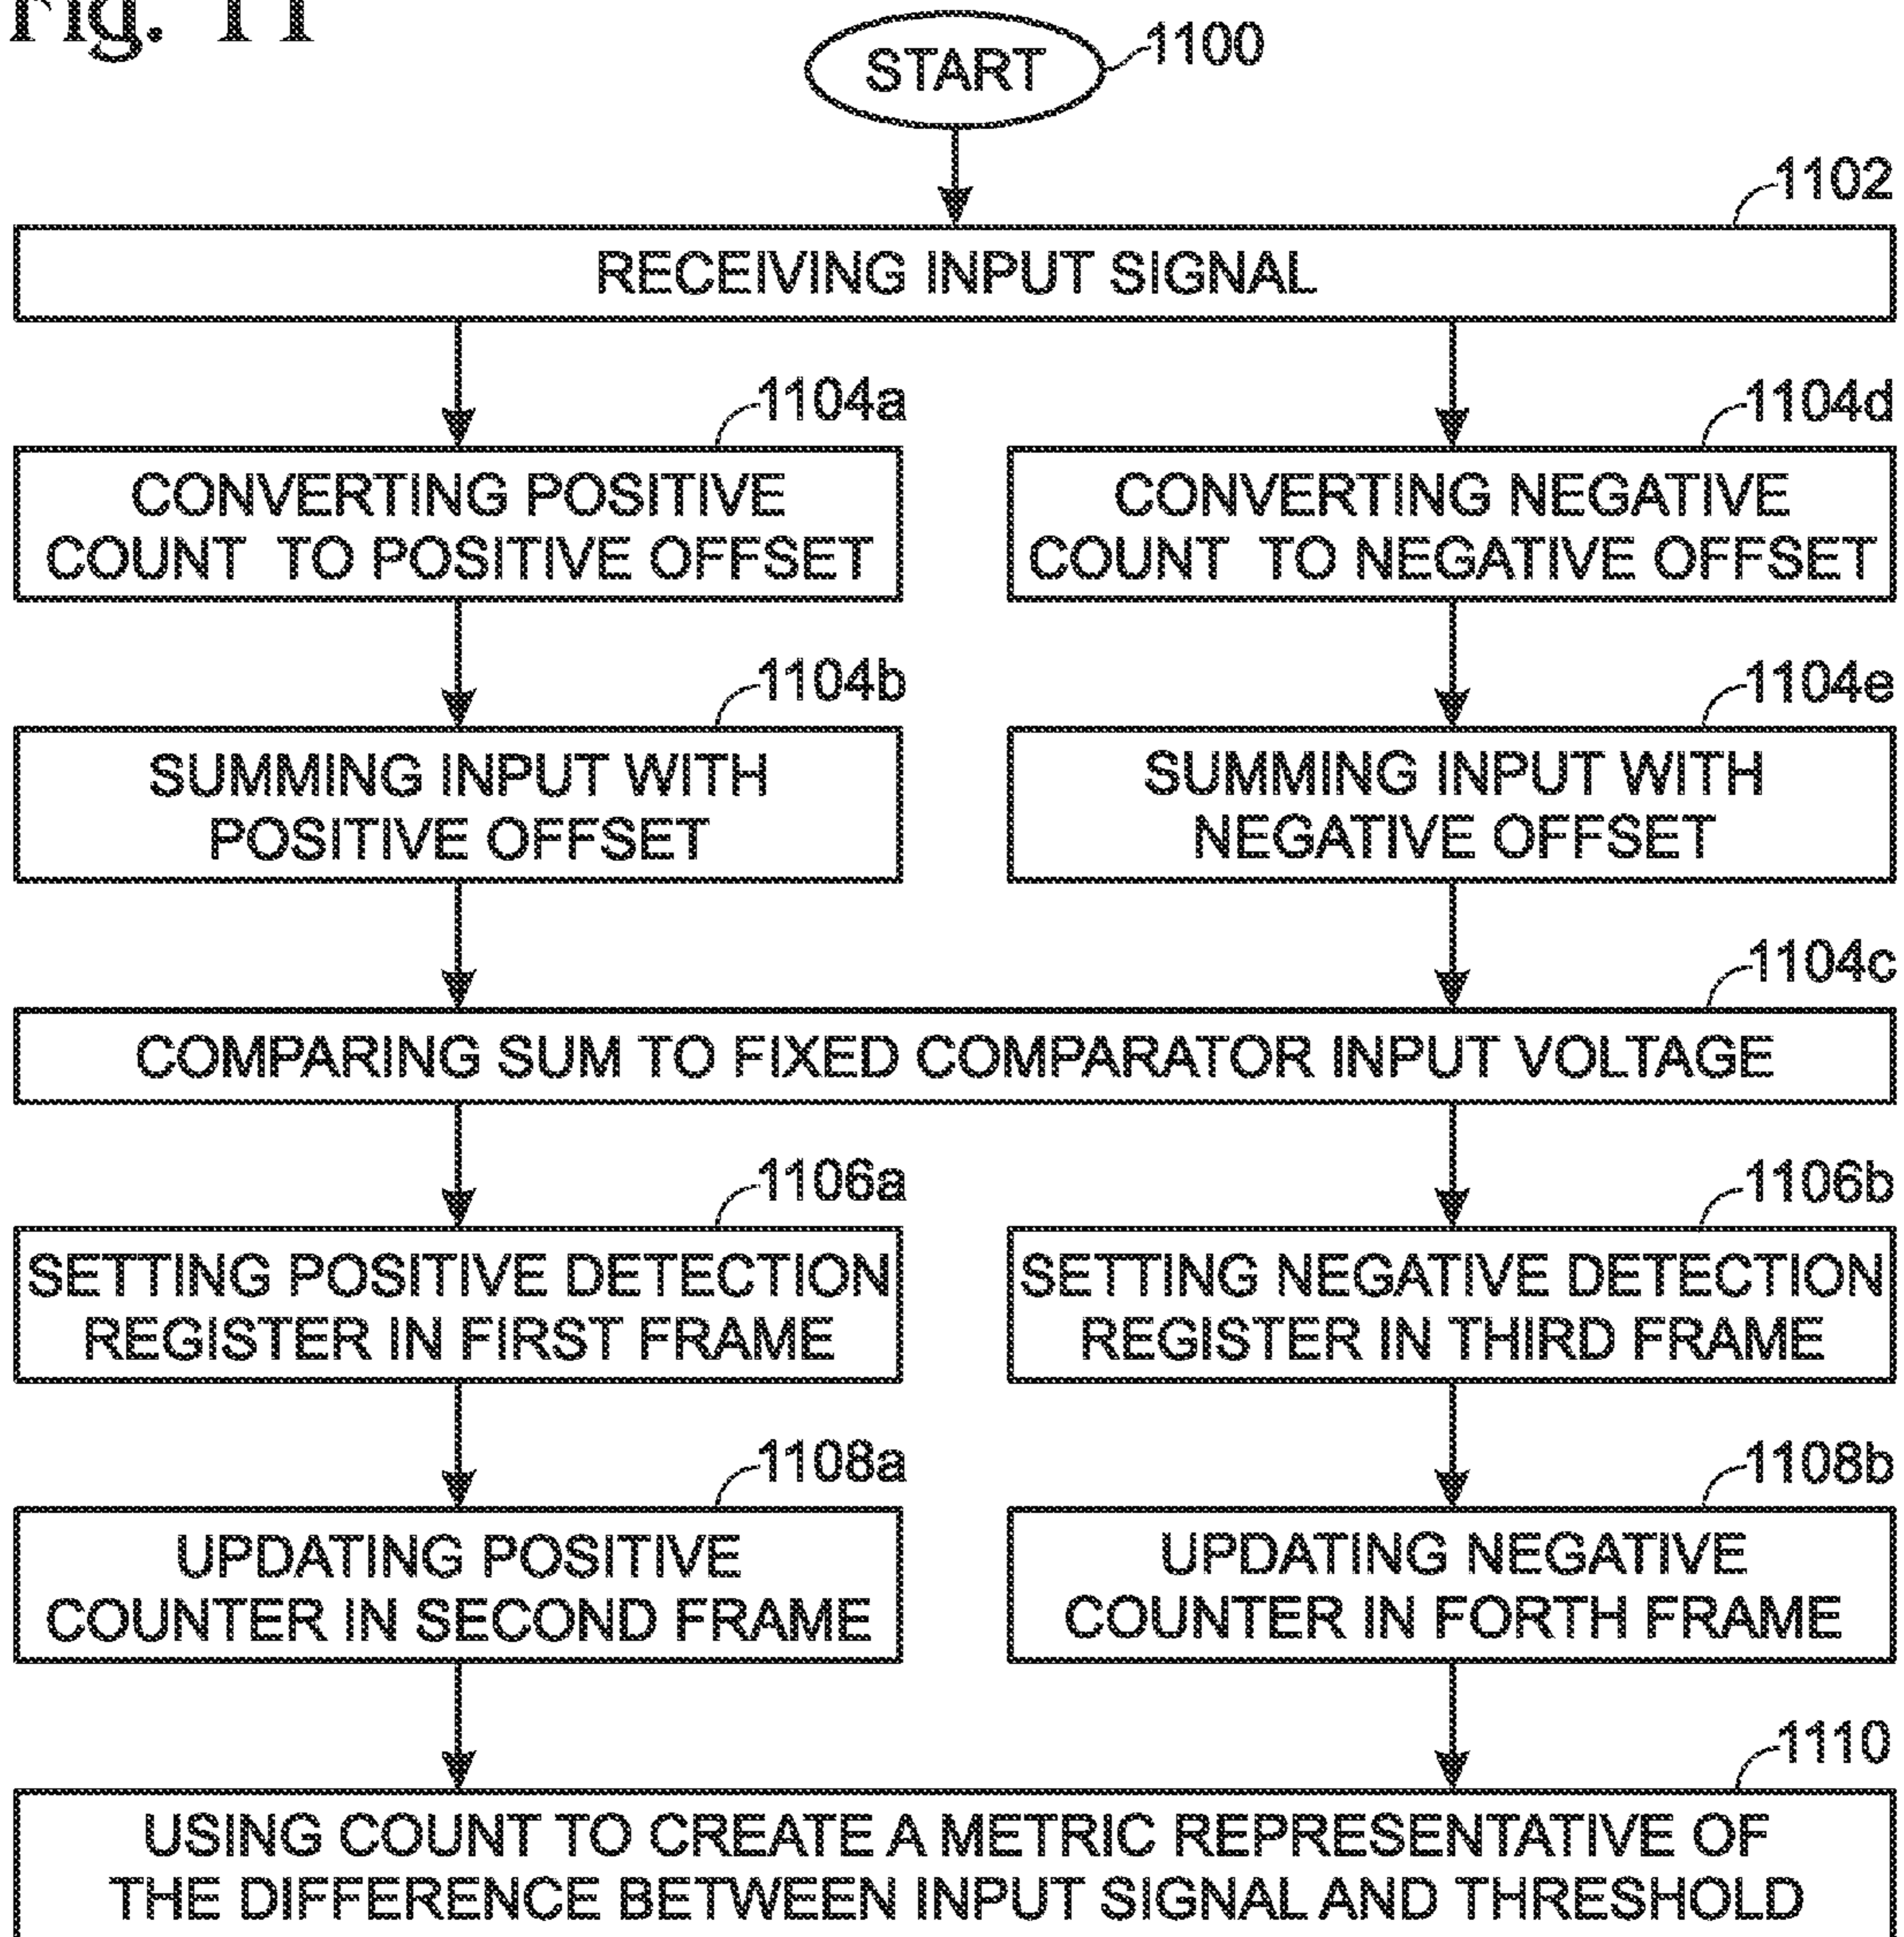 Fig. 11
START
1100
1102
RECEIVING INPUT SIGNAL
1104a
CONVERTING POSITIVE
COUNT TO POSITIVE OFFSET
1104d
CONVERTING NEGATIVE
COUNT TO NEGATIVE OFFSET
1104b
SUMMING INPUT WITH
POSITIVE OFFSET
1104e
SUMMING INPUT WITH
NEGATIVE OFFSET
1104c
COMPARING SUM TO FIXED COMPARATOR INPUT VOLTAGE
1106a
SETTING POSITIVE DETECTION
REGISTER IN FIRST FRAME
1106b
SETTING NEGATIVE DETECTION
REGISTER IN THIRD FRAME
1108a
UPDATING POSITIVE
COUNTER IN SECOND FRAME
1108b
UPDATING NEGATIVE
COUNTER IN FORTH FRAME
1110
USING COUNT TO CREATE A METRIC REPRESENTATIVE OF
THE DIFFERENCE BETWEEN INPUT SIGNAL AND THRESHOLD